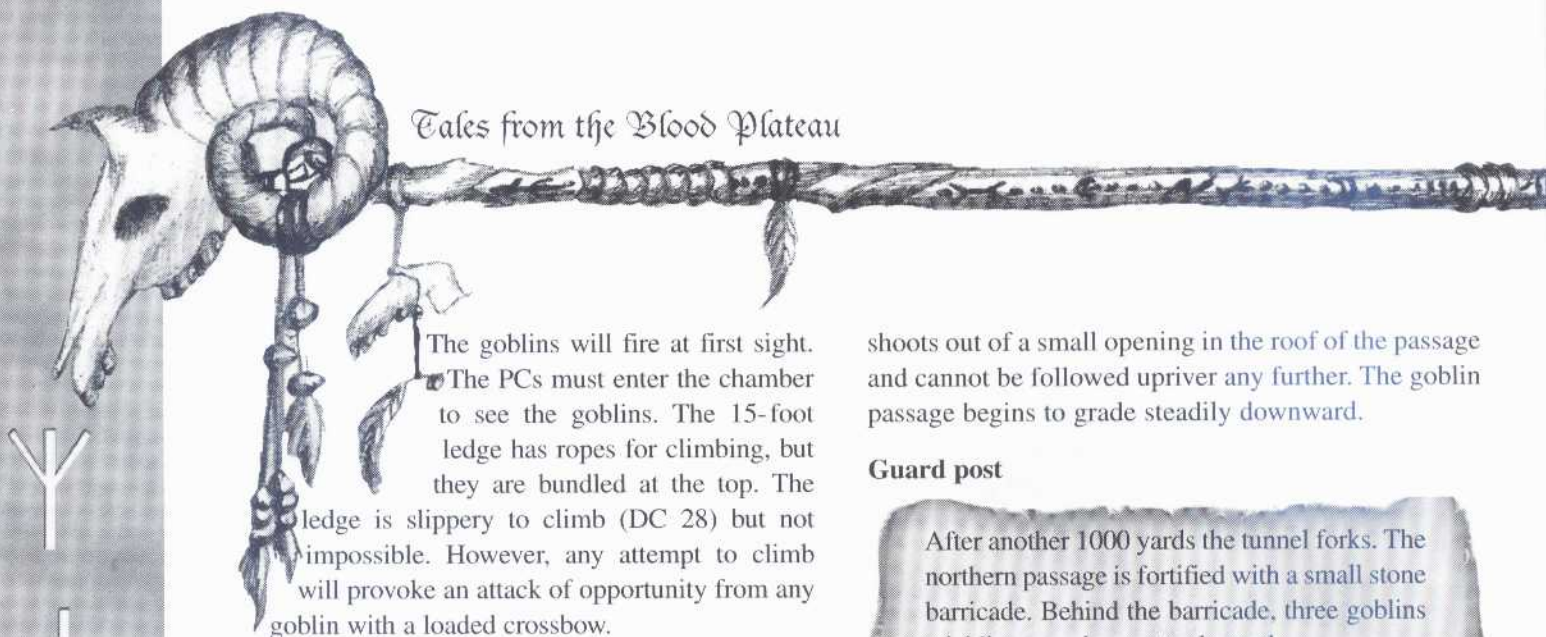 Tales from the Blood Plateau
The goblins will fire at first sight.
The PCs must enter the chamber
to see the goblins. The 15-foot
ledge has ropes for climbing, but
they are bundled at the top. The
ledge is slippery to climb (DC 28) but not
impossible. However, any attempt to climb
will provoke an attack of opportunity from any
goblin with a loaded crossbow.
shoots out of a small opening in the roof of the passage
and cannot be followed upriver any further. The goblin
passage begins to grade steadily downward.
Guard post
After another 1000 yards the tunnel forks. The
northern passage is fortified with a small stone
barricade. Behind the barricade, three goblins